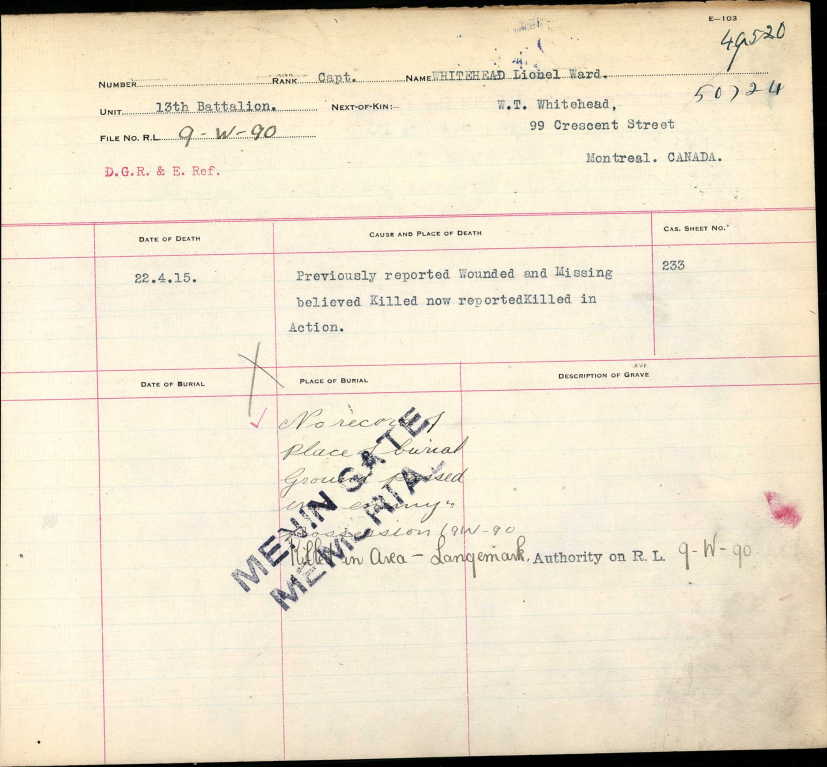 E—103
49520
NUMBER RANK Capt. NAME WHITEHEAD Lionel Ward.
50724
UNIT. 13th Battalion. NEXT-OF-KIN:- W.T. Whitehead,
99 Crescent Street
FILE NO. R.L. 9-W-90
Montreal. CANADA.
D.G.R. & E. Ref.
DATE OF DEATH CAUSE AND PLACE OF DEATH CAS. SHEET NO.
22.4.15. Previously reported Wounded and Missing 233
believed Killed now reportedKilled in
Action.
DATE OF BURIAL PLACE OF BURIAL DESCRIPTION OF GRAVE
No record of
Place of burial
Ground passed
enemy"
possession (9W-90
MENIN GATE
MEMORIAL
Killed in Area - Langemark, Authority on R. L. 9-W-90